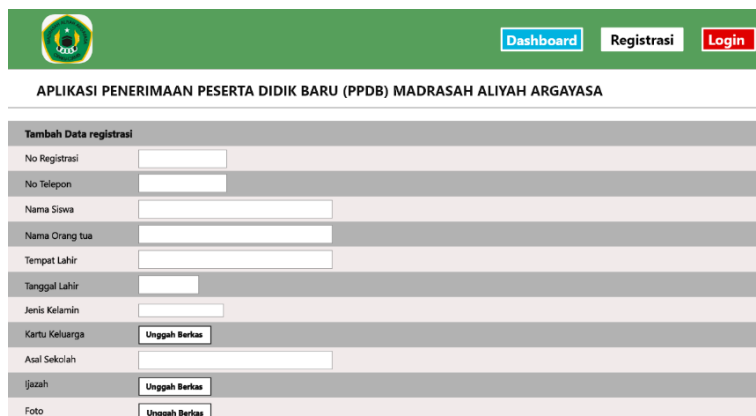 Dashboard Registrasi Login
APLIKASI PENERIMAAN PESERTA DIDIK BARU (PPDB) MADRASAH ALIYAH ARGAYASA
Tambah Data registrasi
No Registrasi
No Telepon
Nama Siswa
Nama Orang tua
Tempat Lahir
Tanggal Lahir
Jenis Kelamin
Kartu Keluarga Unggah Berkas
Asal Sekolah
Ijazah Unggah Berkas
Foto Unggah Berkas